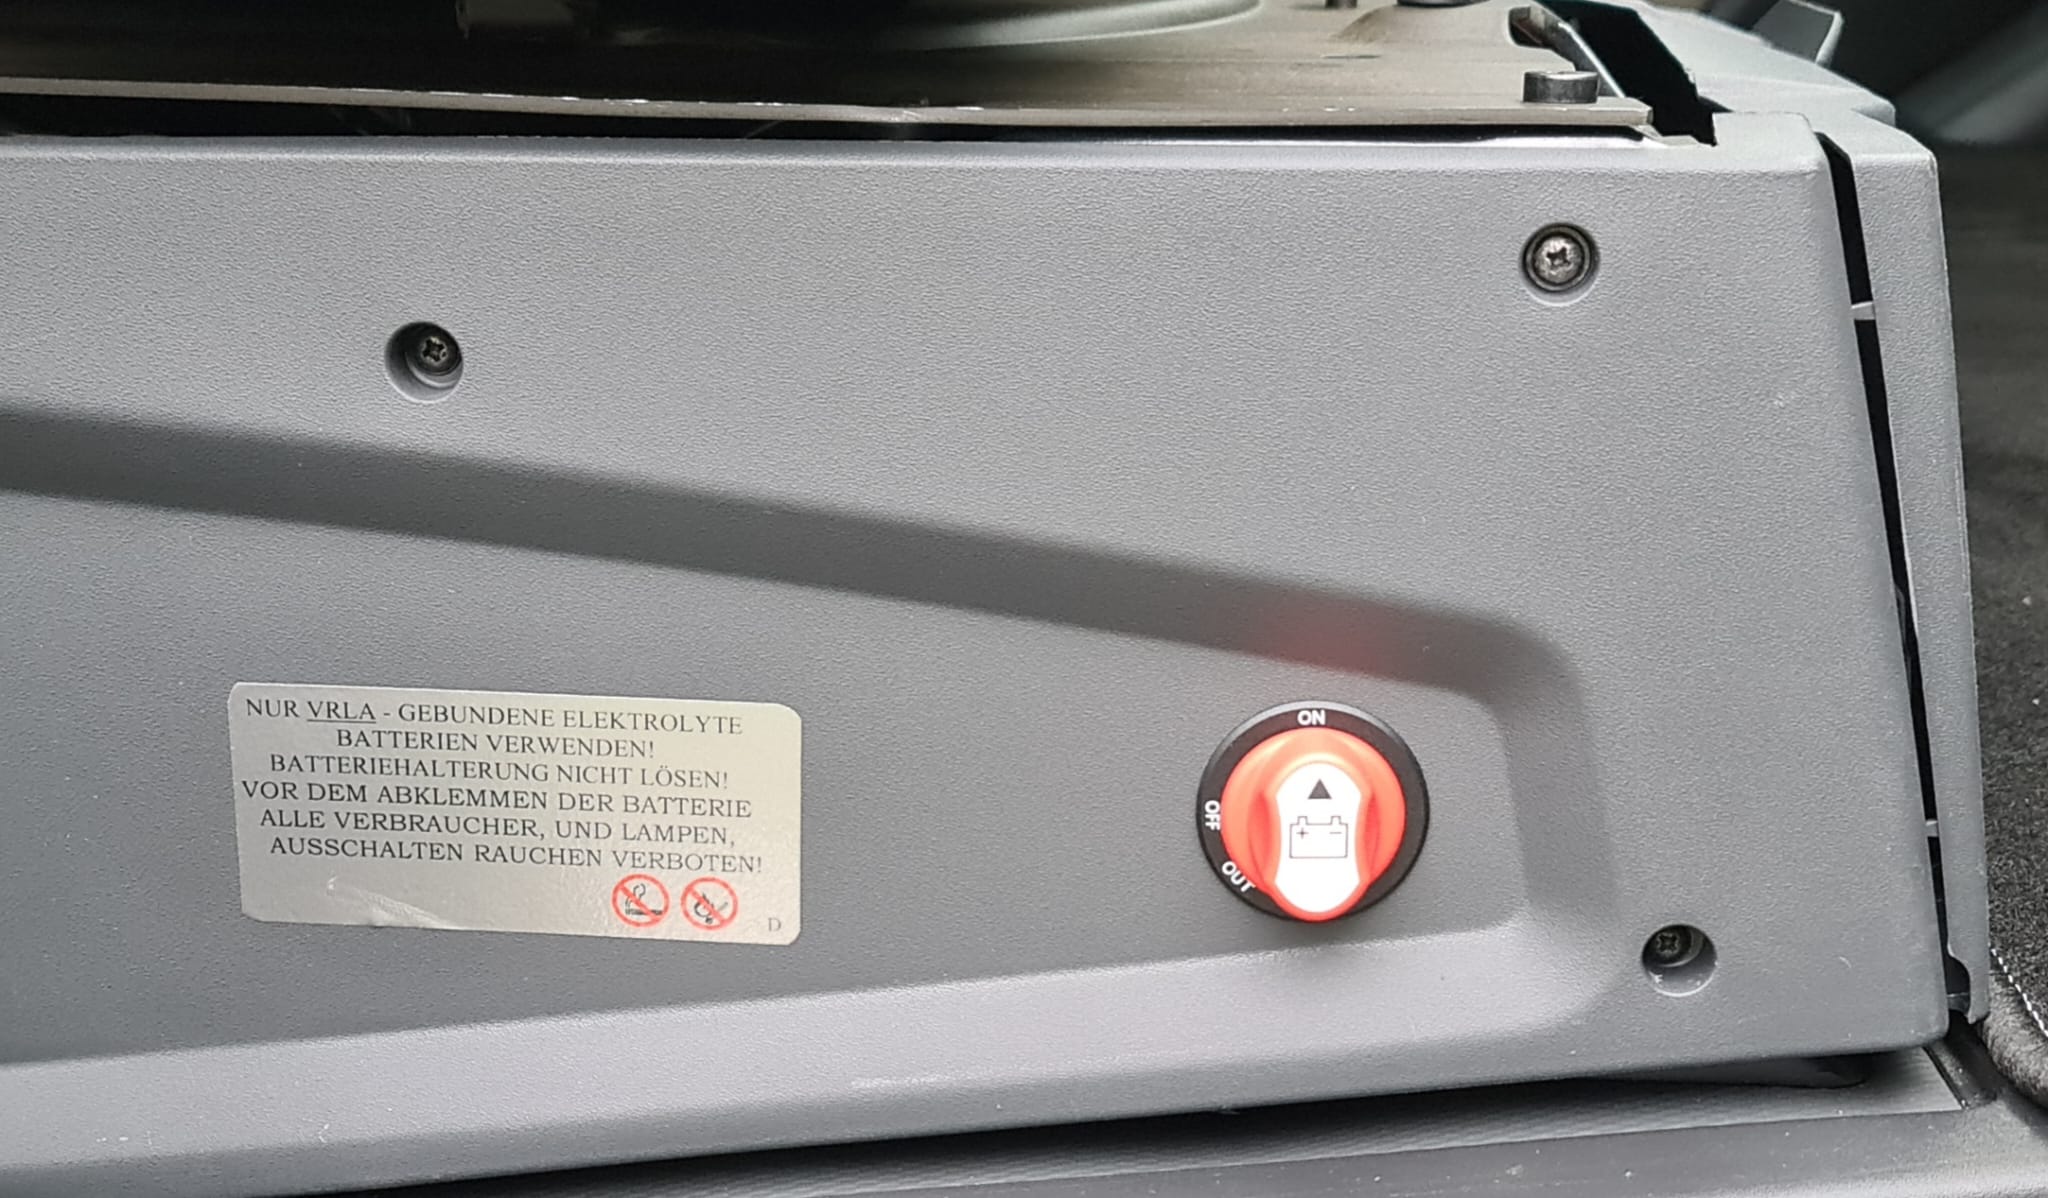 NUR VRLA - GEBUNDENE ELEKTROLYTE
BATTERIEN VERWENDEN!
BATTERIEHALTERUNG NICHT LÖSEN!
VOR DEM ABKLEMMEN DER BATTERIE
ALLE VERBRAUCHER, UND LAMPEN,
AUSSCHALTEN RAUCHEN VERBOTEN!
D
ON
OFF
OUT
+ -